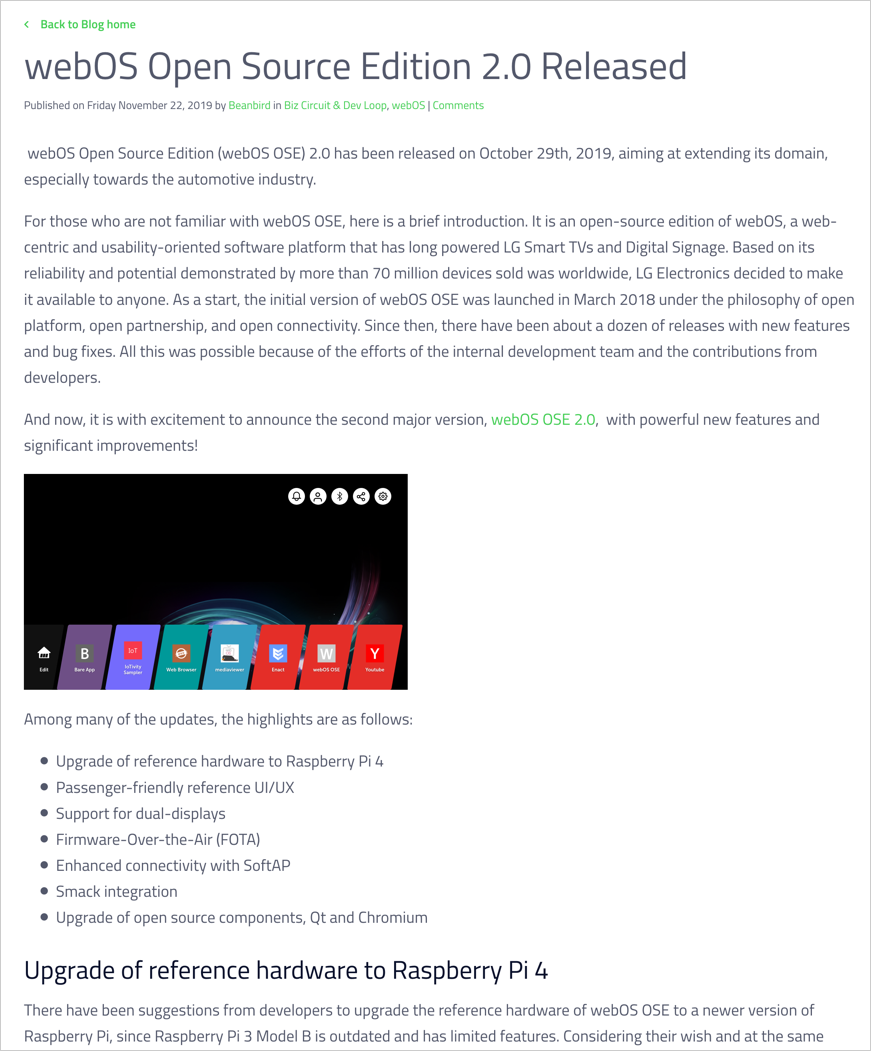 Back to Blog home
webOS Open Source Edition 2.0 Released
Published on Friday November 22, 2019 by Beanbird in Biz Circuit & Dev Loop, webOS | Comments
webOS Open Source Edition (webOS OSE) 2.0 has been released on October 29th, 2019, aiming at extending its domain,
especially towards the automotive industry.
For those who are not familiar with webOS OSE, here is a brief introduction. It is an open-source edition of webOS, a web-
centric and usability-oriented software platform that has long powered LG Smart TVs and Digital Signage. Based on its
reliability and potential demonstrated by more than 70 million devices sold was worldwide, LG Electronics decided to make
it available to anyone. As a start, the initial version of webOS OSE was launched in March 2018 under the philosophy of open
platform, open partnership, and open connectivity. Since then, there have been about a dozen of releases with new features
and bug fixes. All this was possible because of the efforts of the internal development team and the contributions from
developers.
And now, it is with excitement to announce the second major version, webOS OSE 2.0,  with powerful new features and
significant improvements!
B IoT W Y
Edit Bare App IoTivity Sampler Web Browser mediaviewer Enact webOS OSE Youtube
Among many of the updates, the highlights are as follows:
• Upgrade of reference hardware to Raspberry Pi 4
• Passenger-friendly reference UI/UX
• Support for dual-displays
• Firmware-Over-the-Air (FOTA)
• Enhanced connectivity with SoftAP
• Smack integration
• Upgrade of open source components, Qt and Chromium
Upgrade of reference hardware to Raspberry Pi 4
There have been suggestions from developers to upgrade the reference hardware of webOS OSE to a newer version of
Raspberry Pi, since Raspberry Pi 3 Model B is outdated and has limited features. Considering their wish and at the same